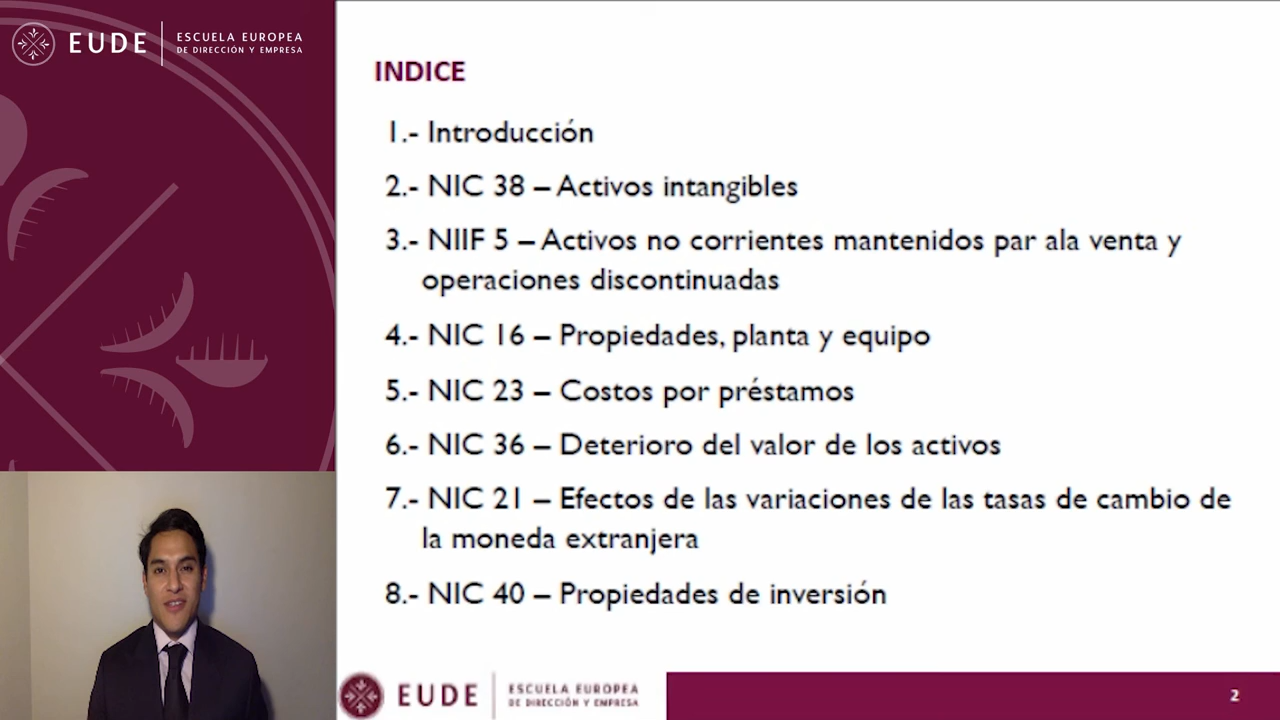 EUDE
ESCUELA EUROPEA
DE DIRECCIÓN Y EMPRESA
INDICE
1.- Introducción
2.- NIC 38 – Activos intangibles
3.- NIIF 5 – Activos no corrientes mantenidos par ala venta y
operaciones discontinuadas
4.- NIC 16 – Propiedades, planta y equipo
5.- NIC 23 – Costos por préstamos
6.- NIC 36 – Deterioro del valor de los activos
7.- NIC 21 – Efectos de las variaciones de las tasas de cambio de
la moneda extranjera
8.- NIC 40 – Propiedades de inversión
EUDE
ESCUELA EUROPEA
DE DIRECCIÓN Y EMPRESA
2